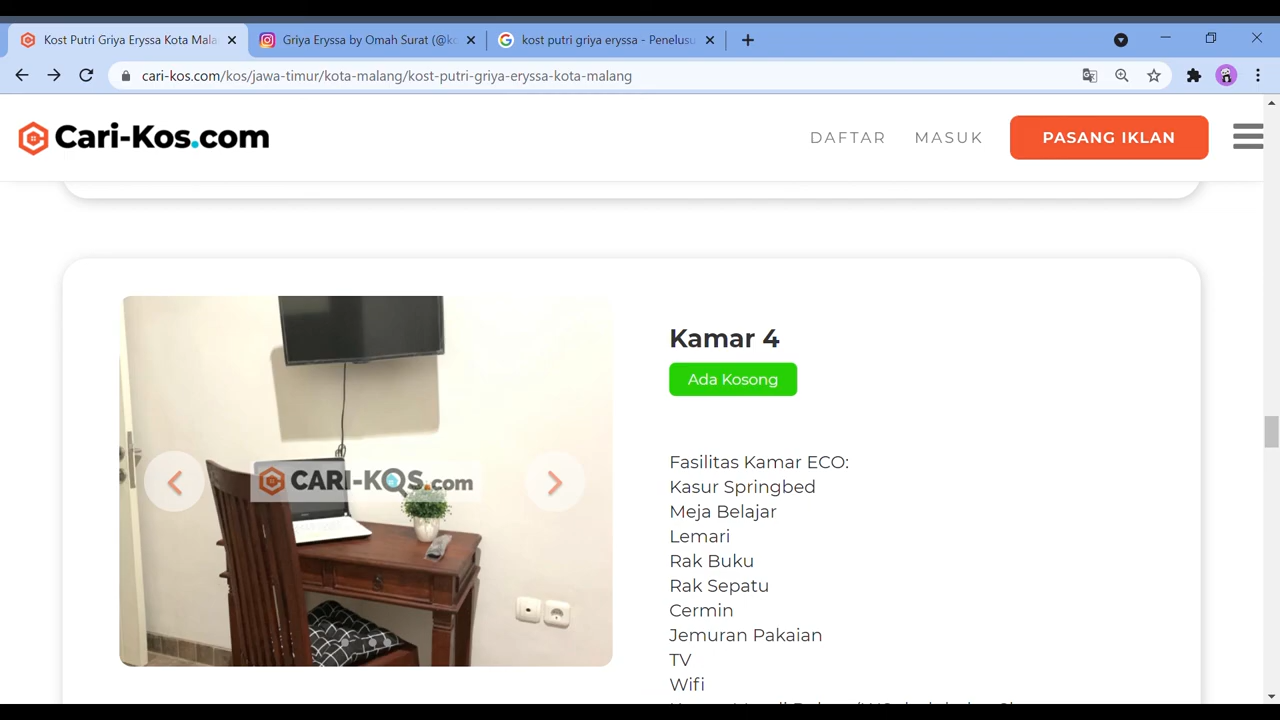 Kost Putri Griya Eryssa Kota Mala
Griya Eryssa by Omah Surat (@ko
kost putri griya eryssa - Penelusu
cari-kos.com/kos/jawa-timur/kota-malang/kost-putri-griya-eryssa-kota-malang
Cari-Kos.com
DAFTAR
MASUK
PASANG IKLAN
CARI-KOS.com
Kamar 4
Ada Kosong
Fasilitas Kamar ECO:
Kasur Springbed
Meja Belajar
Lemari
Rak Buku
Rak Sepatu
Cermin
Jemuran Pakaian
TV
Wifi